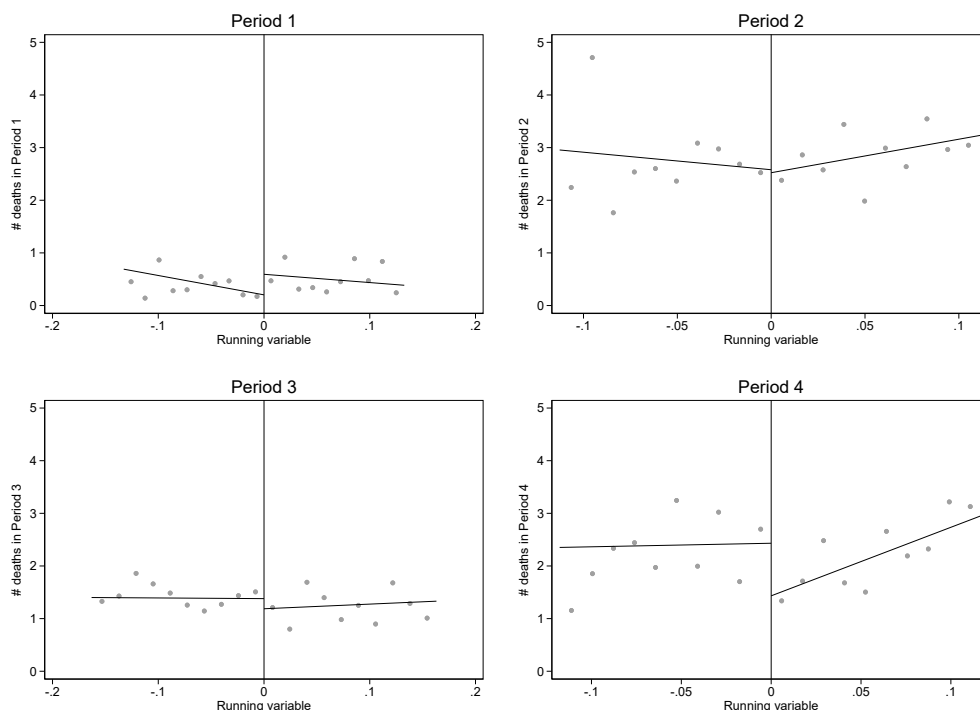 Period 1
# deaths in Period 1
5
4
3
2
1
0
-.2 -.1 0 .1 .2
Running variable
Period 2
# deaths in Period 2
5
4
3
2
1
0
-.1 -.05 0 .05 .1
Running variable
Period 3
# deaths in Period 3
5
4
3
2
1
0
-.2 -.1 0 .1 .2
Running variable
Period 4
# deaths in Period 4
5
4
3
2
1
0
-.1 -.05 0 .05 .1
Running variable